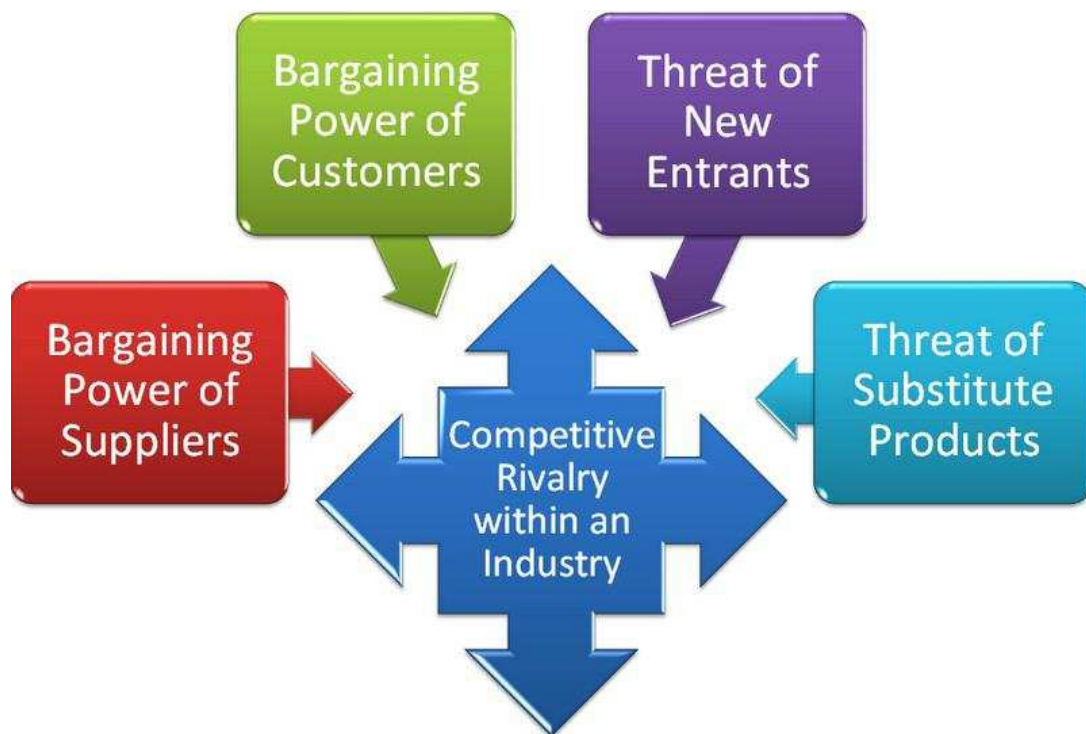 Bargaining
Power of
Customers
Threat of
New
Entrants
Bargaining
Power of
Suppliers
Threat of
Substitute
Products
Competitive
Rivalry
within an
Industry